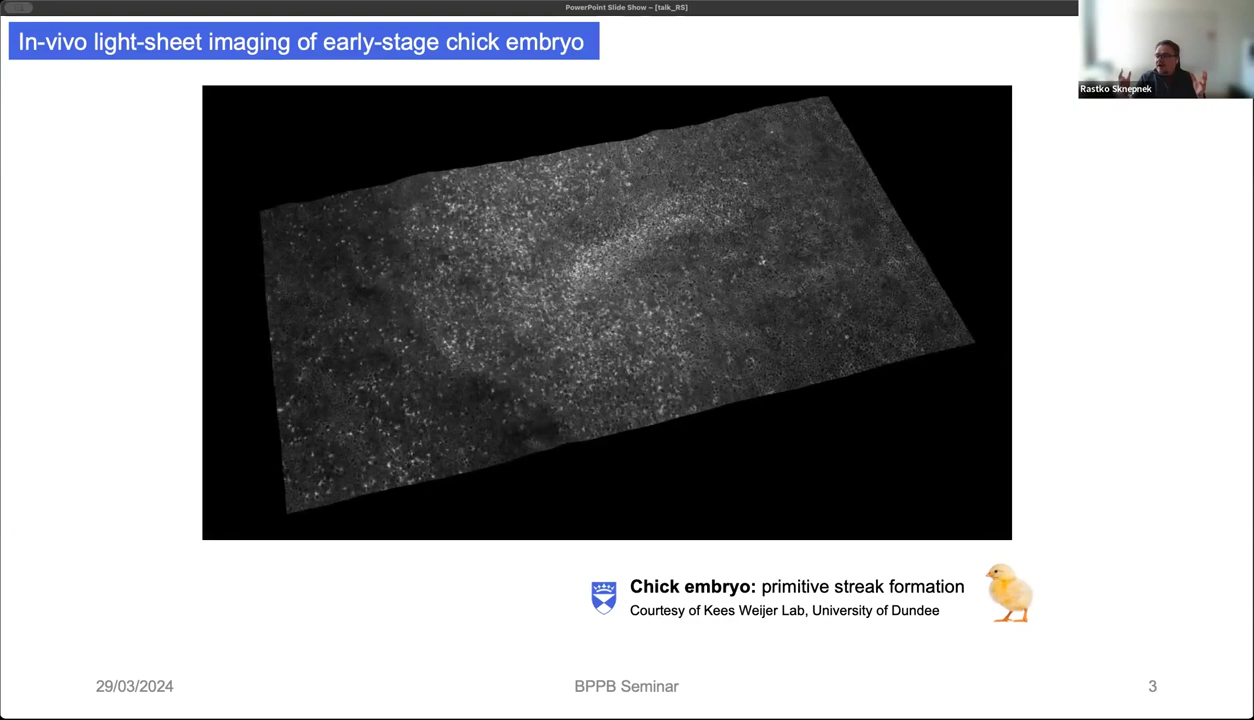 PowerPoint Slide Show – [talk_RS]
In-vivo light-sheet imaging of early-stage chick embryo
Rastko Sknepnek
Chick embryo: primitive streak formation
Courtesy of Kees Weijer Lab, University of Dundee
29/03/2024
BPPB Seminar
3